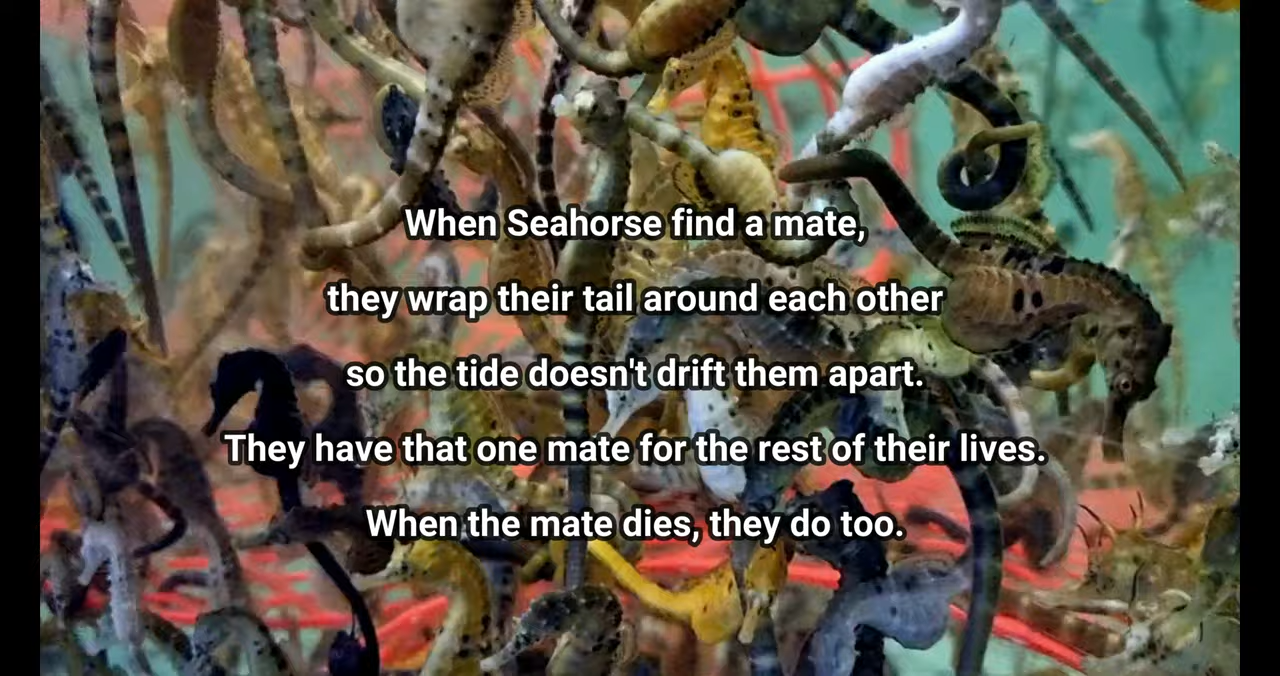 When Seahorse find a mate,
they wrap their tail around each other
so the tide doesn't drift them apart.
They have that one mate for the rest of their lives.
When the mate dies, they do too.